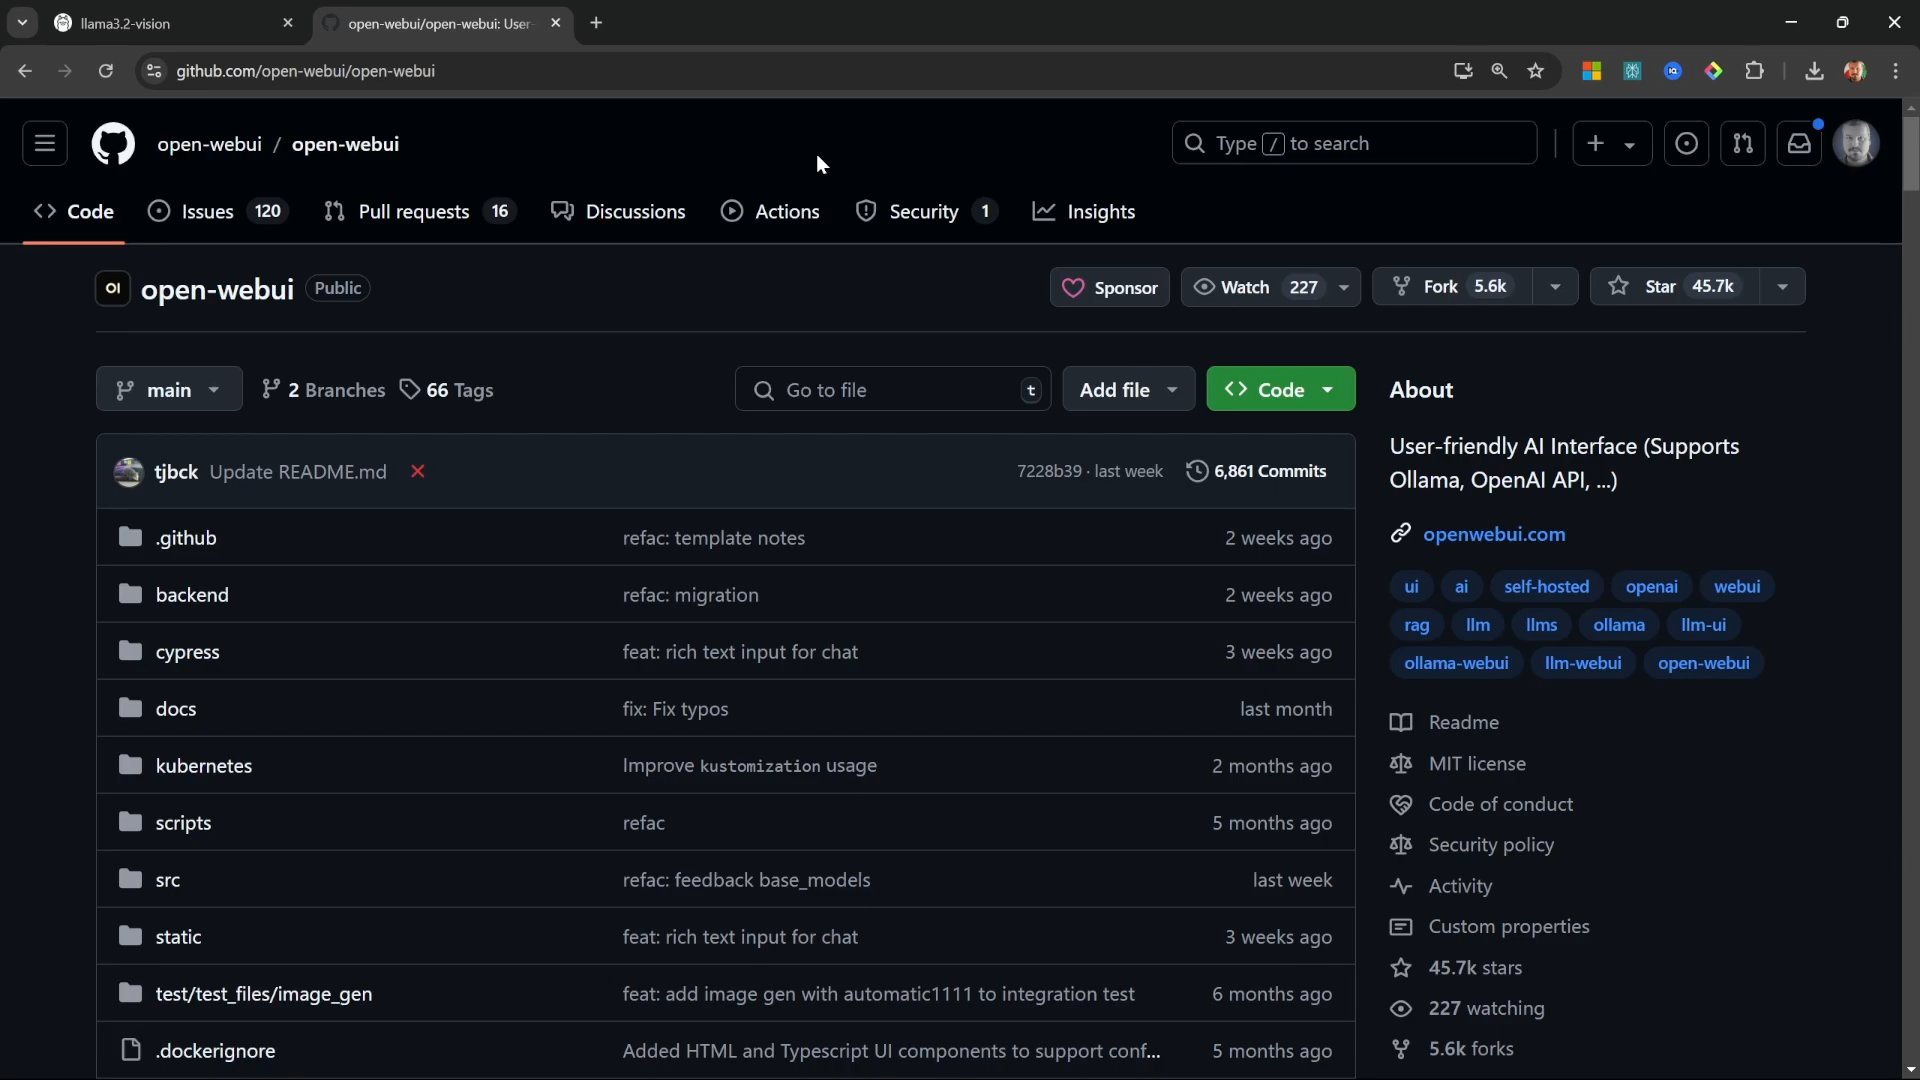 llama3.2-vision
open-webui/open-webui: User-
github.com/open-webui/open-webui
open-webui / open-webui
Type / to search
Code
Issues 120
Pull requests 16
Discussions
Actions
Security 1
Insights
OI open-webui Public
Sponsor
Watch 227
Fork 5.6k
Star 45.7k
main
2 Branches
66 Tags
Go to file t
Add file
Code
tjbck Update README.md
7228b39 · last week
6,861 Commits
.github refac: template notes 2 weeks ago
backend refac: migration 2 weeks ago
cypress feat: rich text input for chat 3 weeks ago
docs fix: Fix typos last month
kubernetes Improve kustomization usage 2 months ago
scripts refac 5 months ago
src refac: feedback base_models last week
static feat: rich text input for chat 3 weeks ago
test/test_files/image_gen feat: add image gen with automatic1111 to integration test 6 months ago
.dockerignore Added HTML and Typescript UI components to support conf... 5 months ago
About
User-friendly AI Interface (Supports
Ollama, OpenAI API, ...)
openwebui.com
ui ai self-hosted openai webui
rag llm llms ollama llm-ui
ollama-webui llm-webui open-webui
Readme
MIT license
Code of conduct
Security policy
Activity
Custom properties
45.7k stars
227 watching
5.6k forks